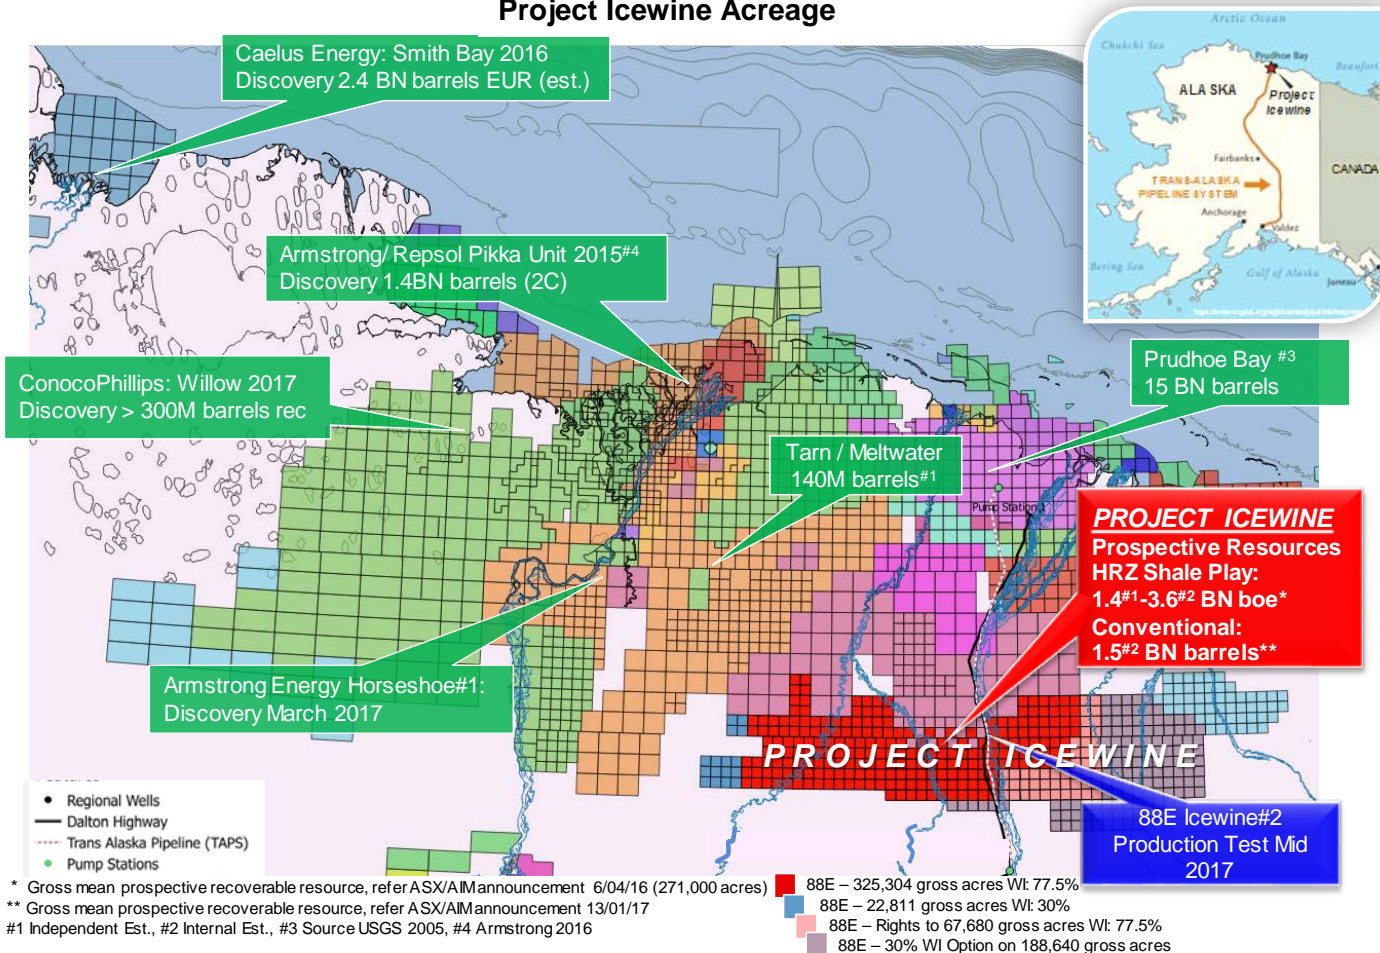 Project Icewine Acreage
Caelus Energy: Smith Bay 2016
Discovery 2.4 BN barrels EUR (est.)
Arctic Ocean
Chukchi Sea
Prudhoe Bay
Beaufort
ALASKA
Project
Icewine
Fairbanks
CANADA
TRANS-ALASKA
PIPELINE SYSTEM
Anchorage
Valdez
Bering Sea
Gulf of Alaska
Juneau
Armstrong/ Repsol Pikka Unit 2015#4
Discovery 1.4BN barrels (2C)
Prudhoe Bay #3
15 BN barrels
ConocoPhillips: Willow 2017
Discovery > 300M barrels rec
Tarn / Meltwater
140M barrels#1
Pump Station 1
PROJECT ICEWINE
Prospective Resources
HRZ Shale Play:
1.4#1-3.6#2 BN boe*
Conventional:
1.5#2 BN barrels**
Armstrong Energy Horseshoe#1:
Discovery March 2017
PROJECT ICEWINE
88E Icewine#2
Production Test Mid
2017
Features
Regional Wells
Dalton Highway
Trans Alaska Pipeline (TAPS)
Pump Stations
* Gross mean prospective recoverable resource, refer ASX/AIM announcement 6/04/16 (271,000 acres)
** Gross mean prospective recoverable resource, refer ASX/AIM announcement 13/01/17
#1 Independent Est., #2 Internal Est., #3 Source USGS 2005, #4 Armstrong 2016
88E – 325,304 gross acres WI: 77.5%
88E – 22,811 gross acres WI: 30%
88E – Rights to 67,680 gross acres WI: 77.5%
88E – 30% WI Option on 188,640 gross acres